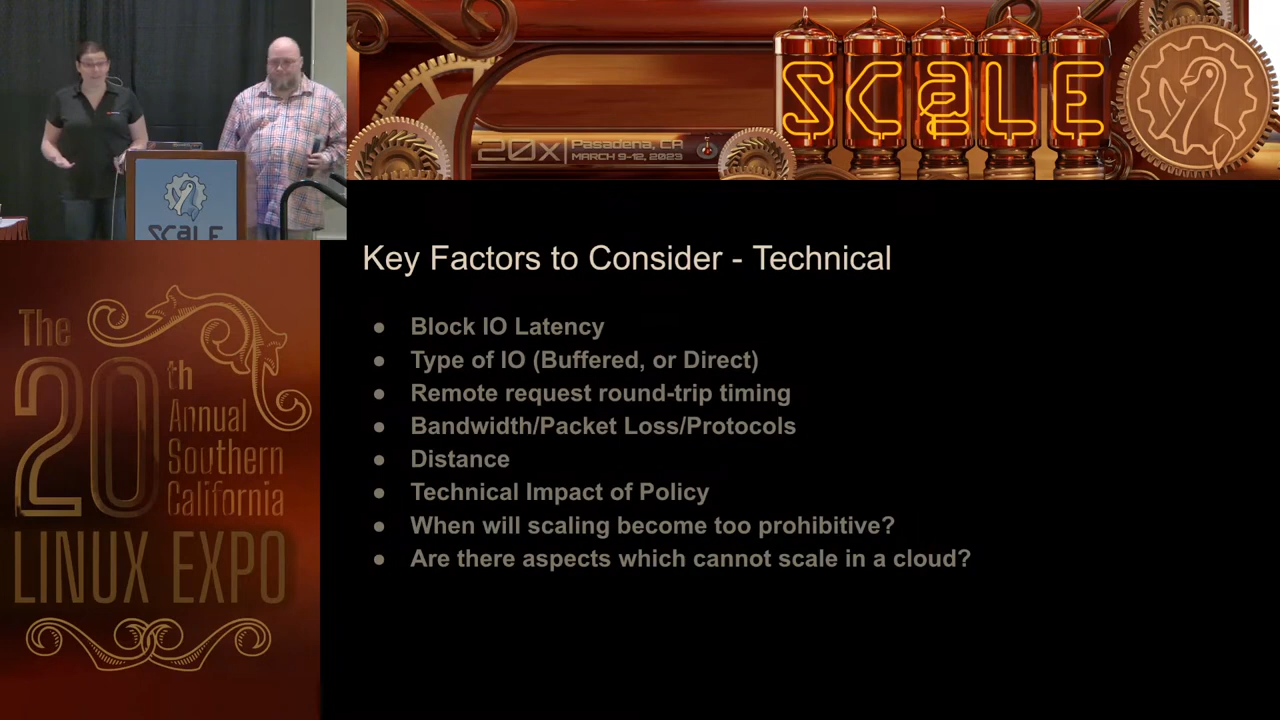 SCaLE
20x
Pasadena, CA
MARCH 9-12, 2023
SCaLE
Key Factors to Consider - Technical
● Block IO Latency
● Type of IO (Buffered, or Direct)
● Remote request round-trip timing
● Bandwidth/Packet Loss/Protocols
● Distance
● Technical Impact of Policy
● When will scaling become too prohibitive?
● Are there aspects which cannot scale in a cloud?
The
20th
Annual
Southern
California
LINUX EXPO